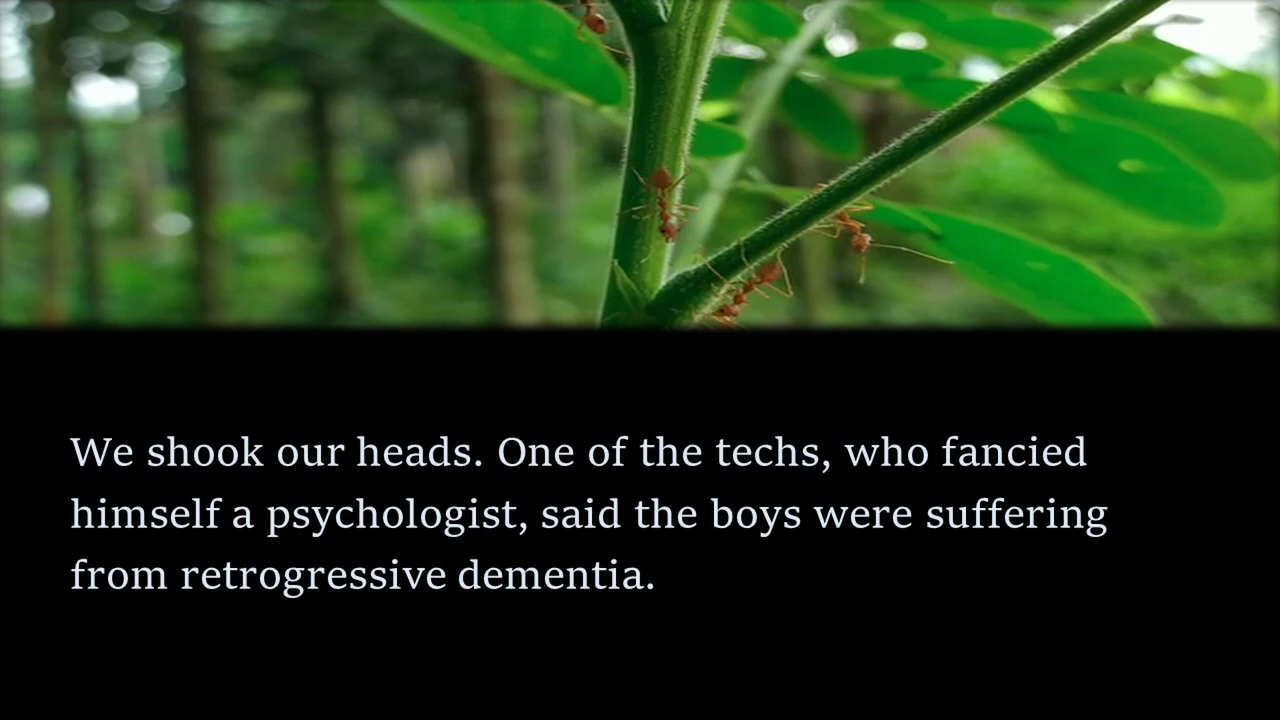 We shook our heads. One of the techs, who fancied
himself a psychologist, said the boys were suffering
from retrogressive dementia.